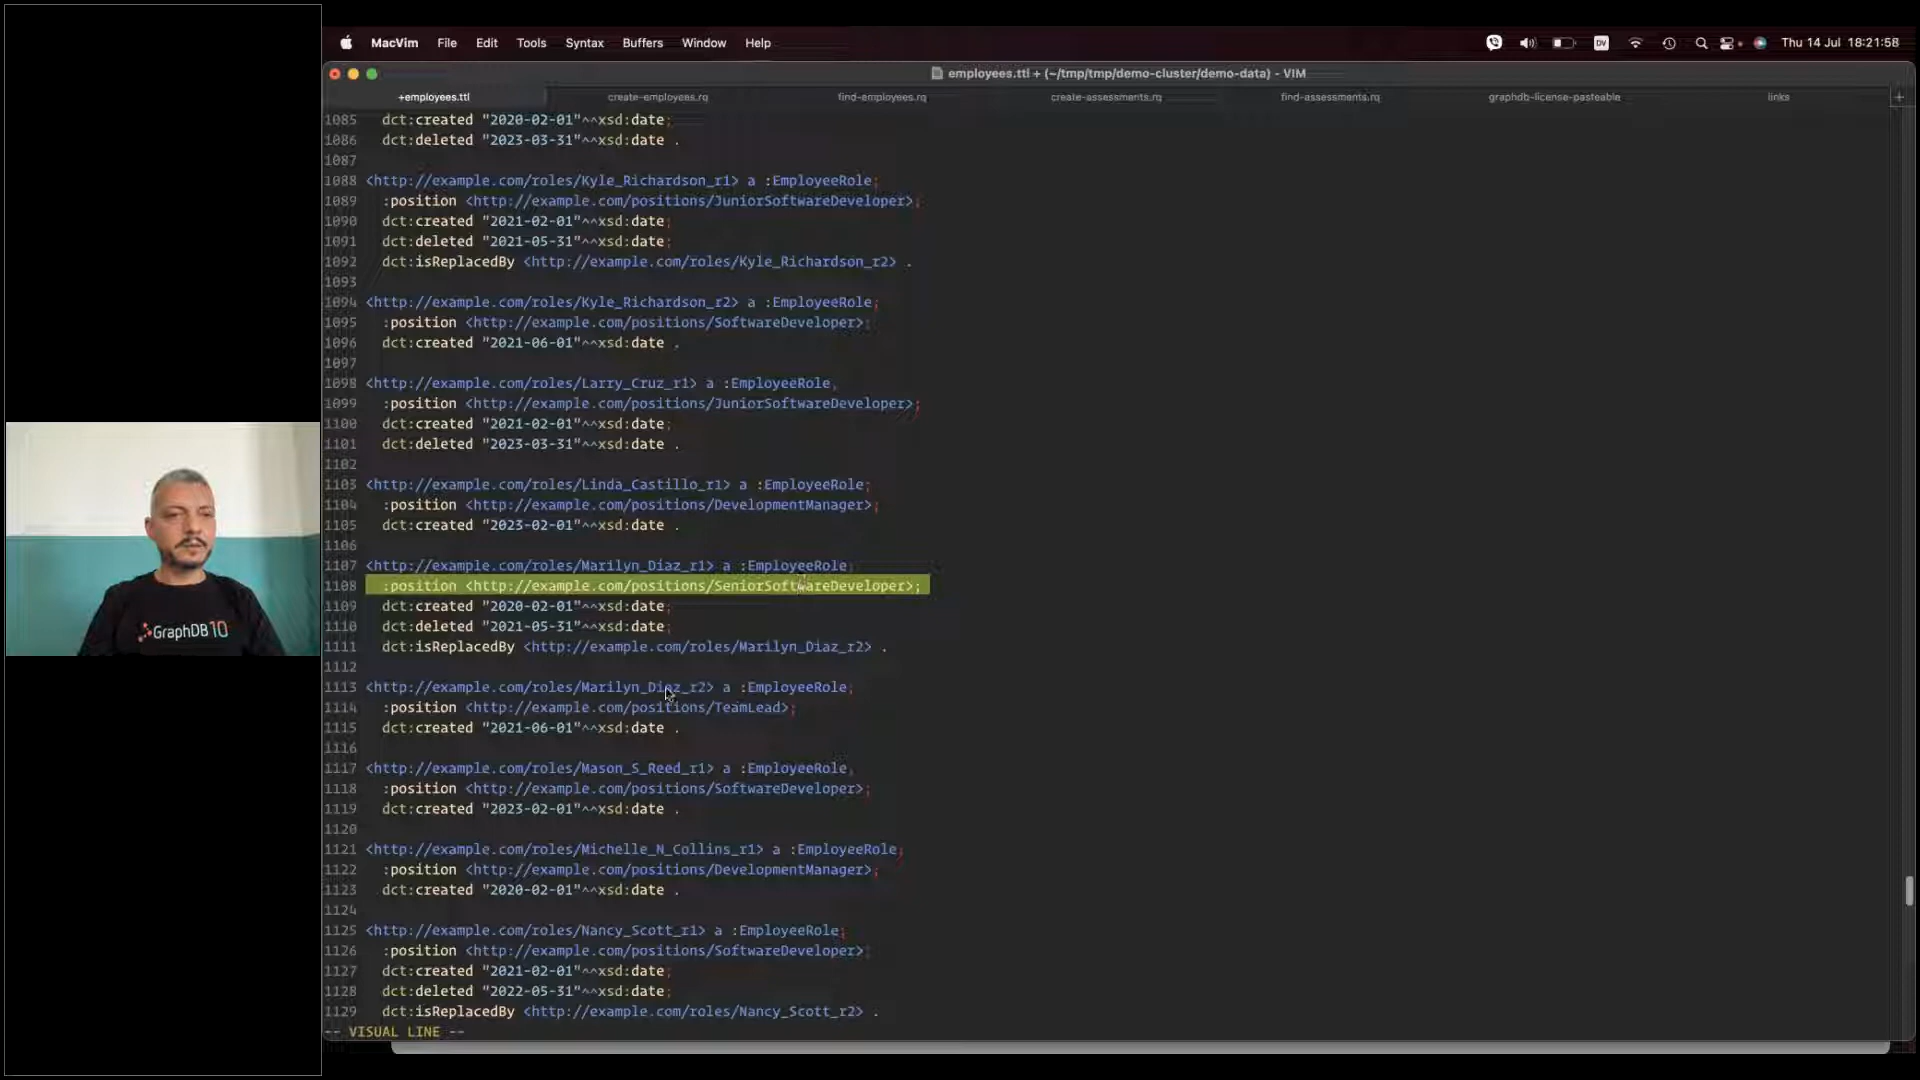 MacVim File Edit Tools Syntax Buffers Window Help DV Thu 14 Jul 18:21:58
employees.ttl + (~/tmp/tmp/demo-cluster/demo-data) - VIM
+employees.ttl create-employees.rq find-employees.rq create-assessments.rq find-assessments.rq graphdb-license-pasteable links +
1085 dct:created "2020-02-01"^^xsd:date;
1086 dct:deleted "2023-03-31"^^xsd:date .
1087
1088 <http://example.com/roles/Kyle_Richardson_r1> a :EmployeeRole;
1089 :position <http://example.com/positions/JuniorSoftwareDeveloper>;
1090 dct:created "2021-02-01"^^xsd:date;
1091 dct:deleted "2021-05-31"^^xsd:date;
1092 dct:isReplacedBy <http://example.com/roles/Kyle_Richardson_r2> .
1093
1094 <http://example.com/roles/Kyle_Richardson_r2> a :EmployeeRole;
1095 :position <http://example.com/positions/SoftwareDeveloper>;
1096 dct:created "2021-06-01"^^xsd:date .
1097
1098 <http://example.com/roles/Larry_Cruz_r1> a :EmployeeRole;
1099 :position <http://example.com/positions/JuniorSoftwareDeveloper>;
1100 dct:created "2021-02-01"^^xsd:date;
1101 dct:deleted "2023-03-31"^^xsd:date .
1102
1103 <http://example.com/roles/Linda_Castillo_r1> a :EmployeeRole;
1104 :position <http://example.com/positions/DevelopmentManager>;
1105 dct:created "2023-02-01"^^xsd:date .
1106
1107 <http://example.com/roles/Marilyn_Diaz_r1> a :EmployeeRole;
1108 :position <http://example.com/positions/SeniorSoftwareDeveloper>;
1109 dct:created "2020-02-01"^^xsd:date;
1110 dct:deleted "2021-05-31"^^xsd:date;
1111 dct:isReplacedBy <http://example.com/roles/Marilyn_Diaz_r2> .
1112
1113 <http://example.com/roles/Marilyn_Diaz_r2> a :EmployeeRole;
1114 :position <http://example.com/positions/TeamLead>;
1115 dct:created "2021-06-01"^^xsd:date .
1116
1117 <http://example.com/roles/Mason_S_Reed_r1> a :EmployeeRole;
1118 :position <http://example.com/positions/SoftwareDeveloper>;
1119 dct:created "2023-02-01"^^xsd:date .
1120
1121 <http://example.com/roles/Michelle_N_Collins_r1> a :EmployeeRole;
1122 :position <http://example.com/positions/DevelopmentManager>;
1123 dct:created "2020-02-01"^^xsd:date .
1124
1125 <http://example.com/roles/Nancy_Scott_r1> a :EmployeeRole;
1126 :position <http://example.com/positions/SoftwareDeveloper>;
1127 dct:created "2021-02-01"^^xsd:date;
1128 dct:deleted "2022-05-31"^^xsd:date;
1129 dct:isReplacedBy <http://example.com/roles/Nancy_Scott_r2> .
-- VISUAL LINE --
GraphDB 10